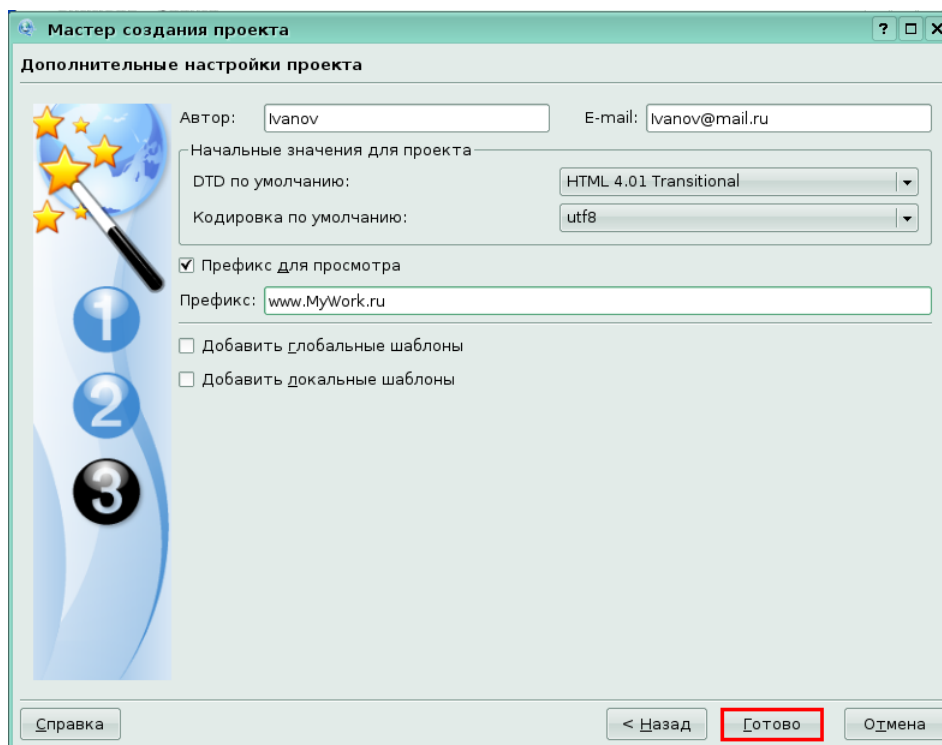 Мастер создания проекта
Дополнительные настройки проекта
Автор: Ivanov E-mail: Ivanov@mail.ru
Начальные значения для проекта
DTD по умолчанию: HTML 4.01 Transitional
Кодировка по умолчанию: utf8
Префикс для просмотра
Префикс: www.MyWork.ru
Добавить глобальные шаблоны
Добавить локальные шаблоны
1
2
3
Справка < Назад Готово Отмена